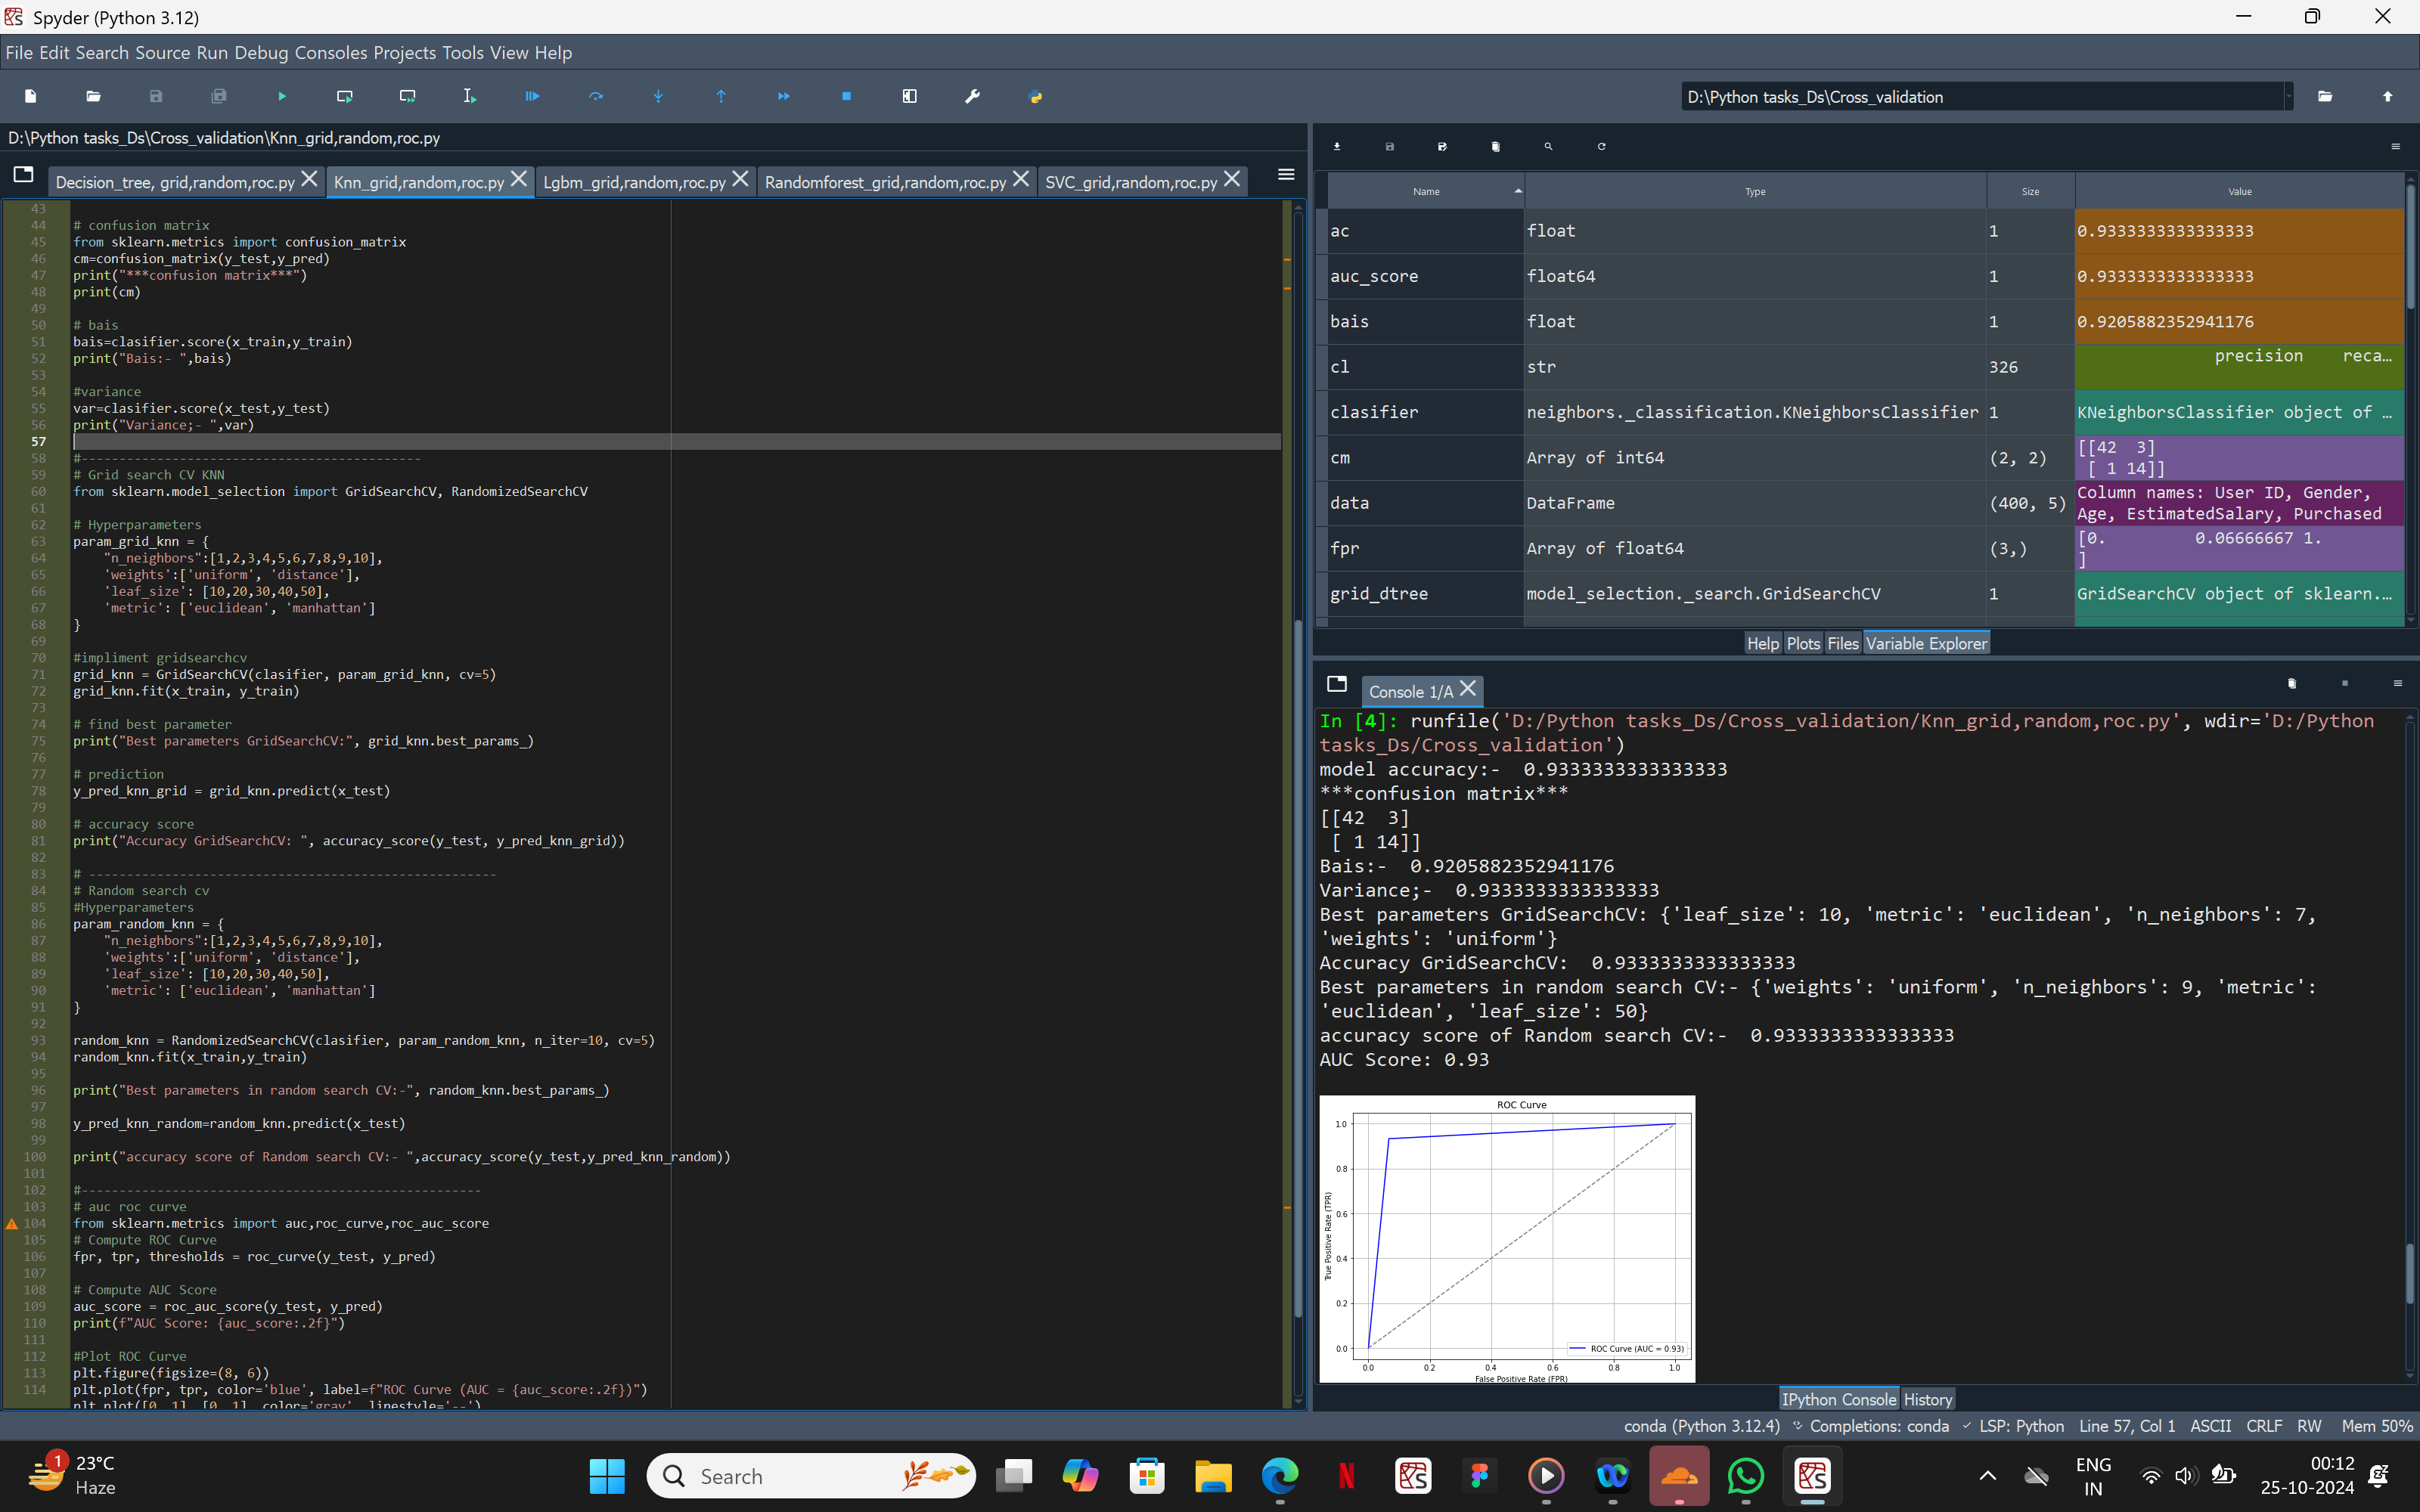 Spyder (Python 3.12)
File Edit Search Source Run Debug Consoles Projects Tools View Help
D:\Python tasks_Ds\Cross_validation
D:\Python tasks_Ds\Cross_validation\Knn_grid,random,roc.py
Decision_tree, grid,random,roc.py Knn_grid,random,roc.py Lgbm_grid,random,roc.py Randomforest_grid,random,roc.py SVC_grid,random,roc.py
43
44 # confusion matrix
45 from sklearn.metrics import confusion_matrix
46 cm=confusion_matrix(y_test,y_pred)
47 print("***confusion matrix***")
48 print(cm)
49
50 # bais
51 bais=clasifier.score(x_train,y_train)
52 print("Bais:- ",bais)
53
54 #variance
55 var=clasifier.score(x_test,y_test)
56 print("Variance;- ",var)
57
58 #---------------------------------------------
59 # Grid search CV KNN
60 from sklearn.model_selection import GridSearchCV, RandomizedSearchCV
61
62 # Hyperparameters
63 param_grid_knn = {
64 "n_neighbors":[1,2,3,4,5,6,7,8,9,10],
65 'weights':['uniform', 'distance'],
66 'leaf_size': [10,20,30,40,50],
67 'metric': ['euclidean', 'manhattan']
68 }
69
70 #impliment gridsearchcv
71 grid_knn = GridSearchCV(clasifier, param_grid_knn, cv=5)
72 grid_knn.fit(x_train, y_train)
73
74 # find best parameter
75 print("Best parameters GridSearchCV:", grid_knn.best_params_)
76
77 # prediction
78 y_pred_knn_grid = grid_knn.predict(x_test)
79
80 # accuracy score
81 print("Accuracy GridSearchCV: ", accuracy_score(y_test, y_pred_knn_grid))
82
83 # ------------------------------------------------------
84 # Random search cv
85 #Hyperparameters
86 param_random_knn = {
87 "n_neighbors":[1,2,3,4,5,6,7,8,9,10],
88 'weights':['uniform', 'distance'],
89 'leaf_size': [10,20,30,40,50],
90 'metric': ['euclidean', 'manhattan']
91 }
92
93 random_knn = RandomizedSearchCV(clasifier, param_random_knn, n_iter=10, cv=5)
94 random_knn.fit(x_train,y_train)
95
96 print("Best parameters in random search CV:-", random_knn.best_params_)
97
98 y_pred_knn_random=random_knn.predict(x_test)
99
100 print("accuracy score of Random search CV:- ",accuracy_score(y_test,y_pred_knn_random))
101
102 #-----------------------------------------------------
103 # auc roc curve
104 from sklearn.metrics import auc,roc_curve,roc_auc_score
105 # Compute ROC Curve
106 fpr, tpr, thresholds = roc_curve(y_test, y_pred)
107
108 # Compute AUC Score
109 auc_score = roc_auc_score(y_test, y_pred)
110 print(f"AUC Score: {auc_score:.2f}")
111
112 #Plot ROC Curve
113 plt.figure(figsize=(8, 6))
114 plt.plot(fpr, tpr, color='blue', label=f"ROC Curve (AUC = {auc_score:.2f})")
plt.plot([0, 1], [0, 1], color='gray', linestyle='--')
Name Type Size Value
ac float 1 0.9333333333333333
auc_score float64 1 0.9333333333333333
bais float 1 0.9205882352941176
cl str 326 precision reca…
clasifier neighbors._classification.KNeighborsClassifier 1 KNeighborsClassifier object of …
cm Array of int64 (2, 2) [[42 3]
[ 1 14]]
data DataFrame (400, 5) Column names: User ID, Gender,
Age, EstimatedSalary, Purchased
fpr Array of float64 (3,) [0. 0.06666667 1.
]
grid_dtree model_selection._search.GridSearchCV 1 GridSearchCV object of sklearn.…
Help Plots Files Variable Explorer
Console 1/A
In [4]: runfile('D:/Python tasks_Ds/Cross_validation/Knn_grid,random,roc.py', wdir='D:/Python
tasks_Ds/Cross_validation')
model accuracy:- 0.9333333333333333
***confusion matrix***
[[42 3]
[ 1 14]]
Bais:- 0.9205882352941176
Variance;- 0.9333333333333333
Best parameters GridSearchCV: {'leaf_size': 10, 'metric': 'euclidean', 'n_neighbors': 7,
'weights': 'uniform'}
Accuracy GridSearchCV: 0.9333333333333333
Best parameters in random search CV:- {'weights': 'uniform', 'n_neighbors': 9, 'metric':
'euclidean', 'leaf_size': 50}
accuracy score of Random search CV:- 0.9333333333333333
AUC Score: 0.93
ROC Curve
True Positive Rate (TPR)
1.0
0.8
0.6
0.4
0.2
0.0
ROC Curve (AUC = 0.93)
0.0 0.2 0.4 0.6 0.8 1.0
False Positive Rate (FPR)
IPython Console History
conda (Python 3.12.4) Completions: conda LSP: Python Line 57, Col 1 ASCII CRLF RW Mem 50%
1
23°C
Haze
Search
ENG
IN
00:12
25-10-2024